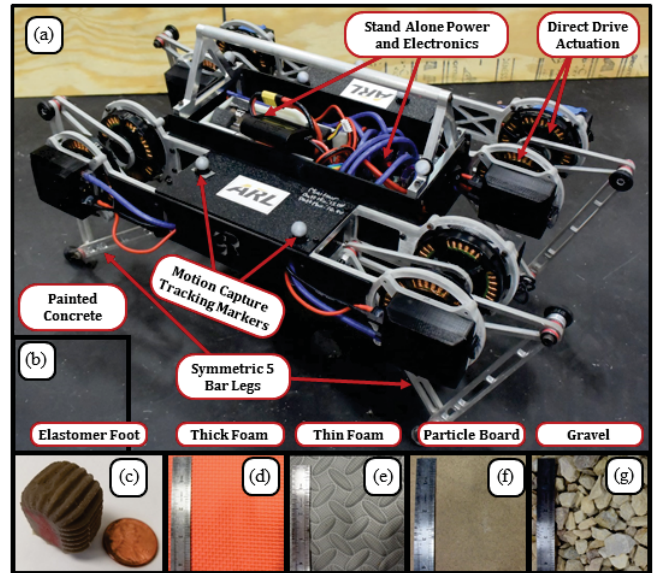 (a)
Stand Alone Power
and Electronics
Direct Drive
Actuation
ARL
ARL
Motion Capture
Tracking Markers
Painted
Concrete
(b)
Symmetric 5
Bar Legs
Elastomer Foot
Thick Foam
Thin Foam
Particle Board
Gravel
(c)
(d)
(e)
(f)
(g)